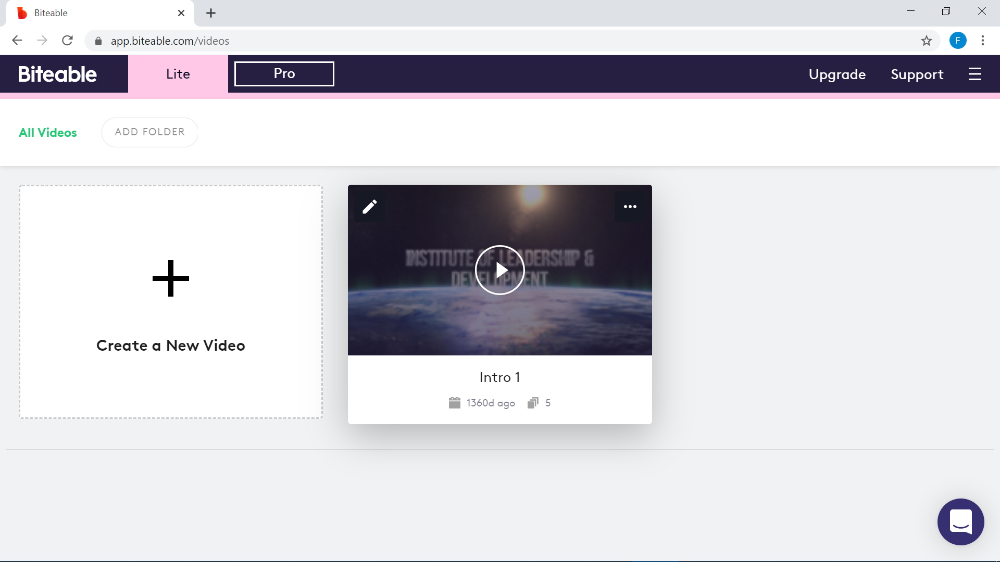 Biteable
app.biteable.com/videos
F
Biteable
Lite
Pro
Upgrade
Support
All Videos
ADD FOLDER
INSTITUTE OF LEADERSHIP &
DEVELOPMENT
Create a New Video
Intro 1
1360d ago
5